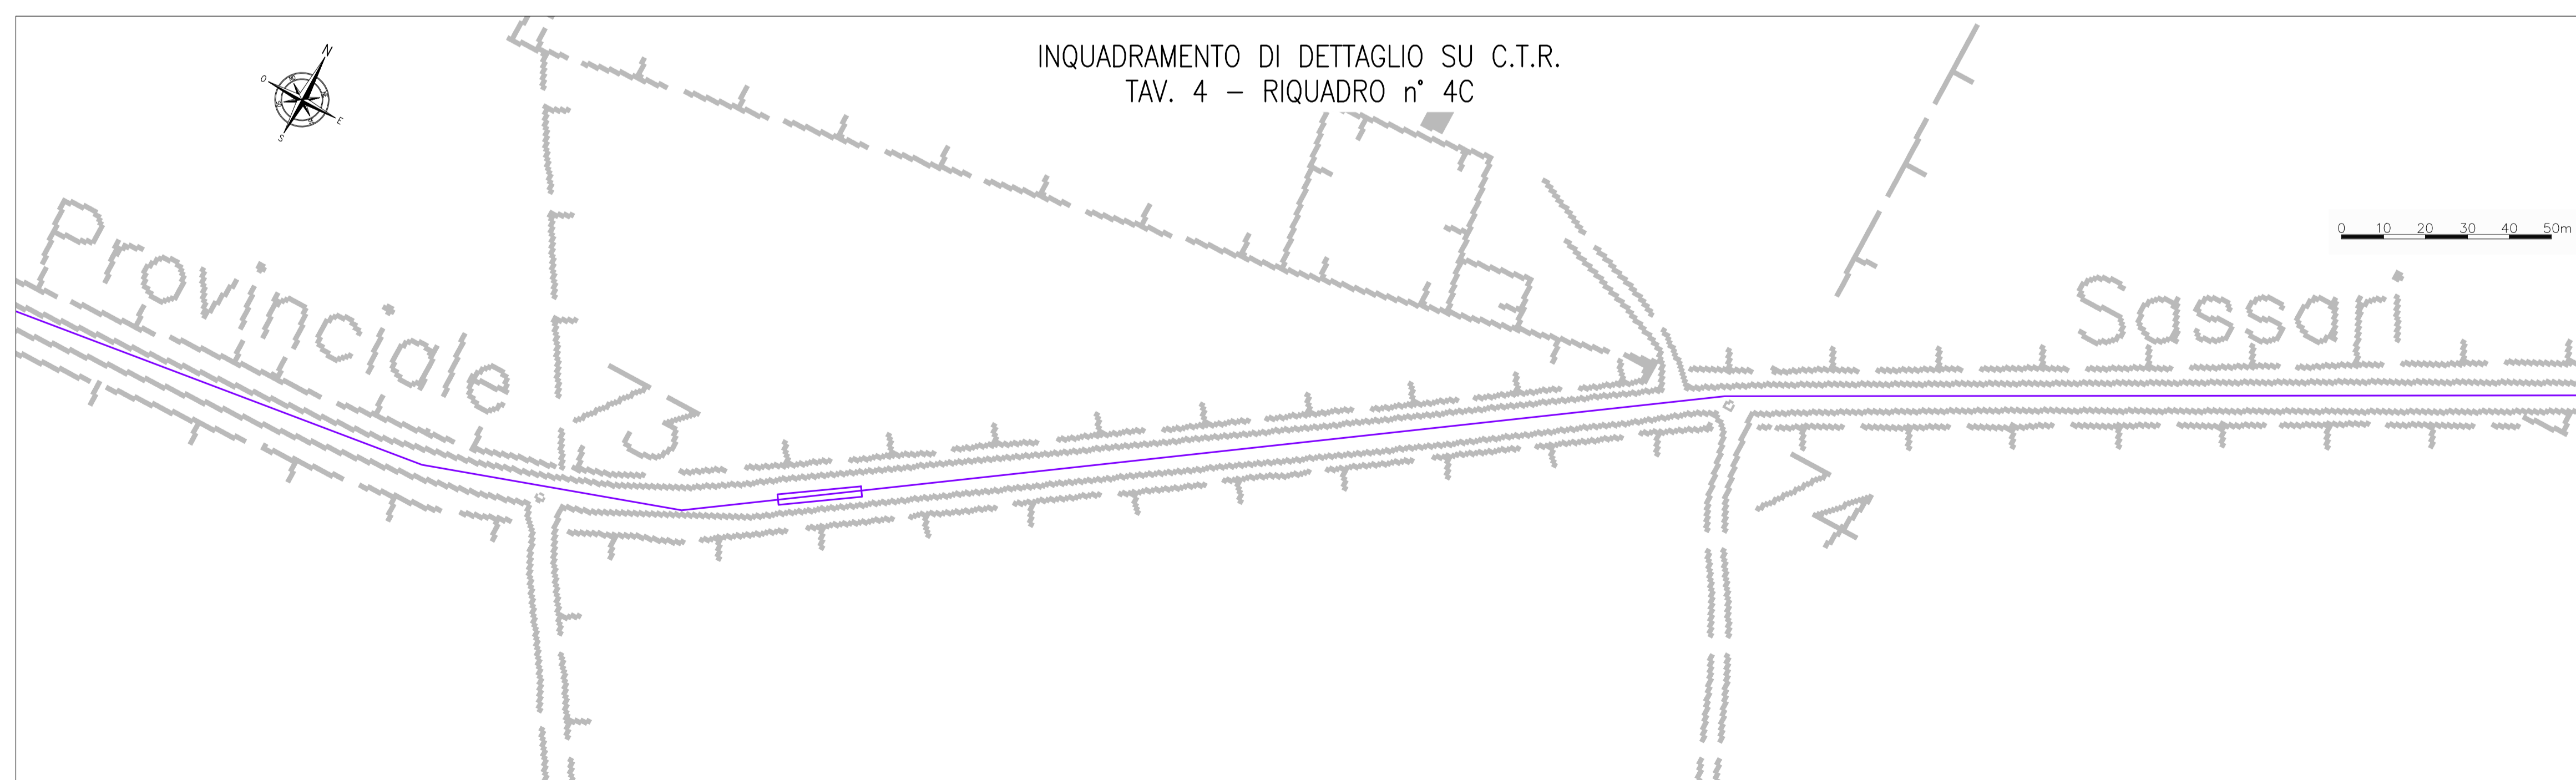 INQUADRAMENTO DI DETTAGLIO SU C.T.R.
TAV. 4 – RIQUADRO n° 4C
N
O
E
S
0 10 20 30 40 50m
Provinciale
Sassari
73
74